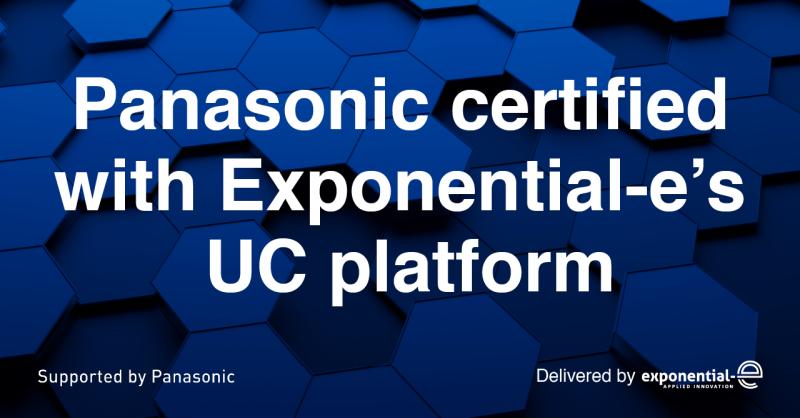 Panasonic certified
with Exponential-e’s
UC platform
Supported by Panasonic
Delivered by exponential-e
APPLIED INNOVATION